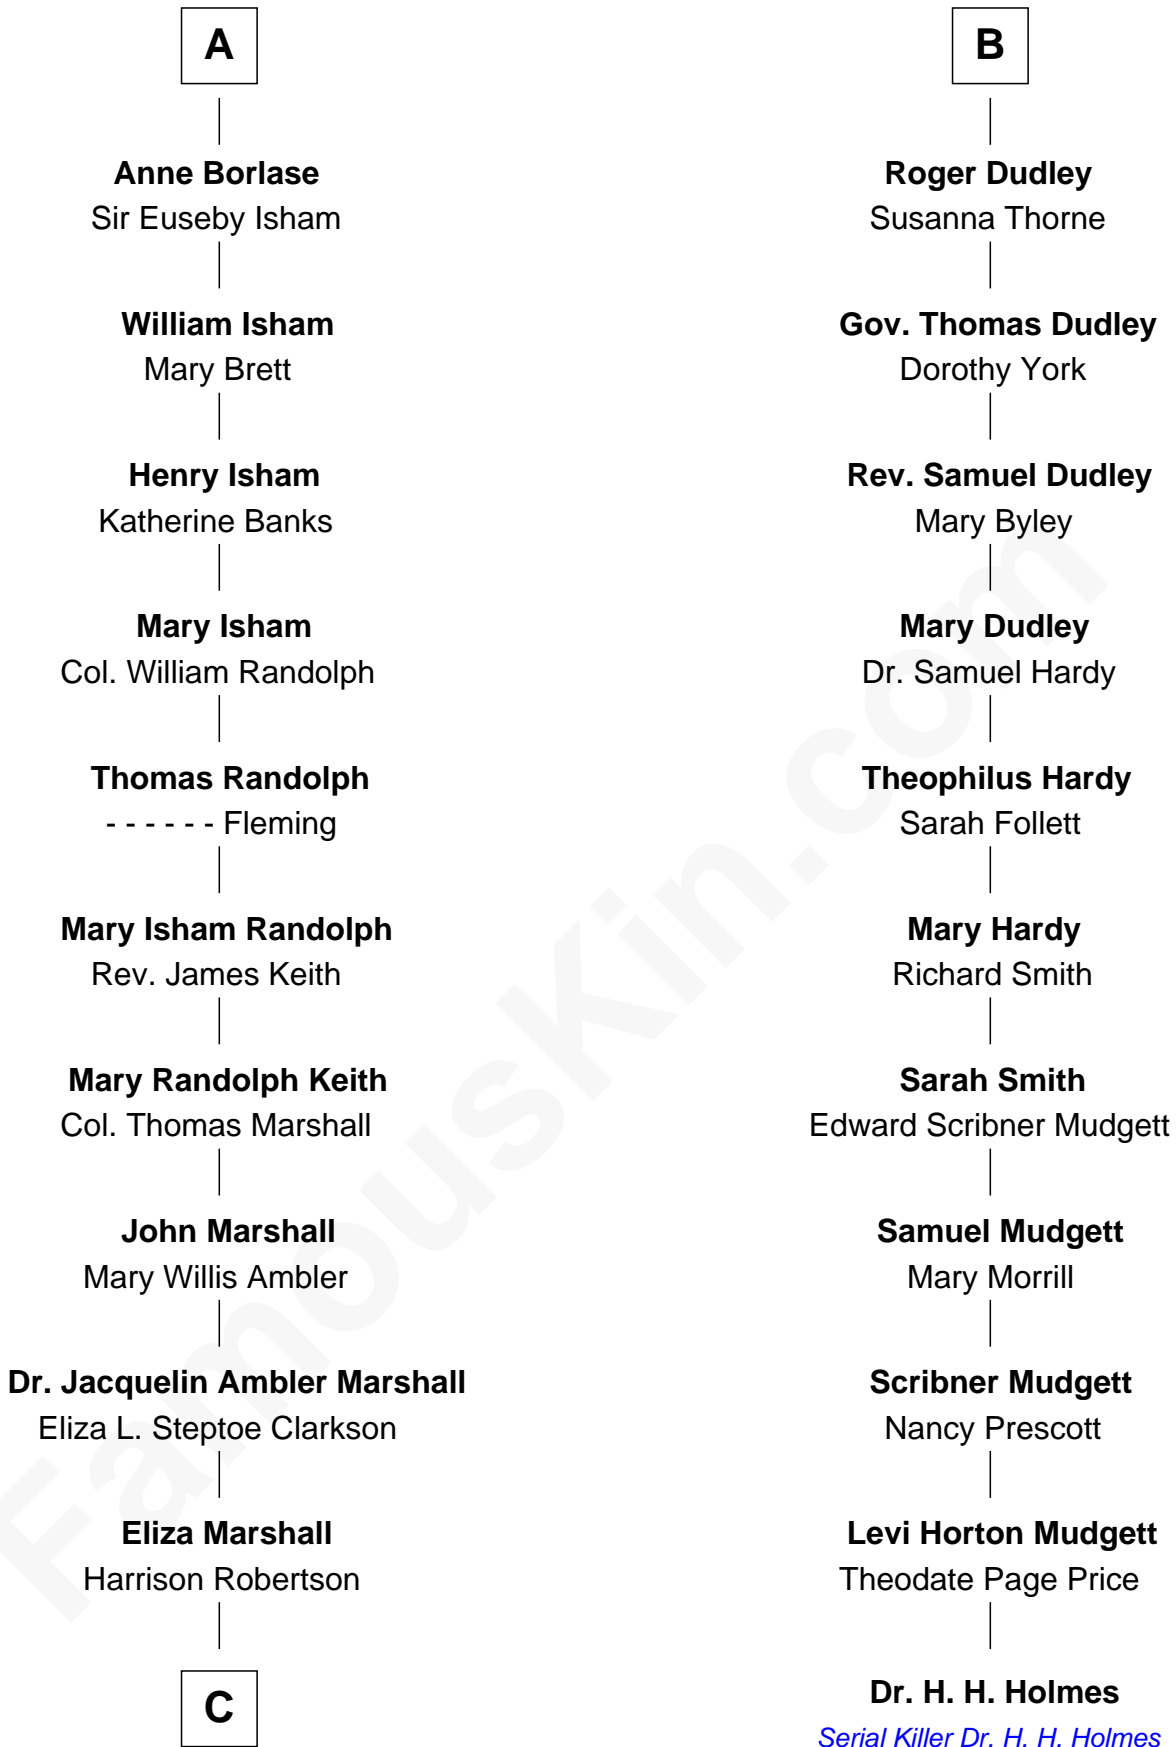 A
Anne Borlase
Sir Euseby Isham
William Isham
Mary Brett
Henry Isham
Katherine Banks
Mary Isham
Col. William Randolph
Thomas Randolph
- - - - - - Fleming
Mary Isham Randolph
Rev. James Keith
Mary Randolph Keith
Col. Thomas Marshall
John Marshall
Mary Willis Ambler
Dr. Jacquelin Ambler Marshall
Eliza L. Steptoe Clarkson
Eliza Marshall
Harrison Robertson
C
B
Roger Dudley
Susanna Thorne
Gov. Thomas Dudley
Dorothy York
Rev. Samuel Dudley
Mary Byley
Mary Dudley
Dr. Samuel Hardy
Theophilus Hardy
Sarah Follett
Mary Hardy
Richard Smith
Sarah Smith
Edward Scribner Mudgett
Samuel Mudgett
Mary Morrill
Scribner Mudgett
Nancy Prescott
Levi Horton Mudgett
Theodate Page Price
Dr. H. H. Holmes
Serial Killer Dr. H. H. Holmes
FamousKin.com